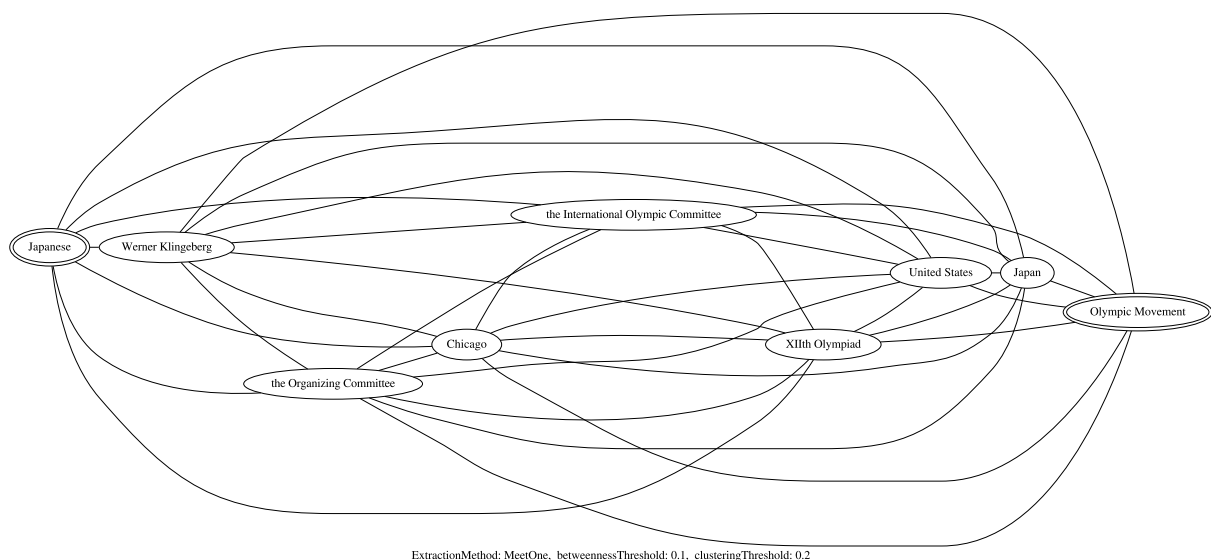 the International Olympic Committee
Japanese
Werner Klingeberg
United States
Japan
Olympic Movement
Chicago
XIIth Olympiad
the Organizing Committee
ExtractionMethod: MeetOne, betweennessThreshold: 0.1, clusteringThreshold: 0.2